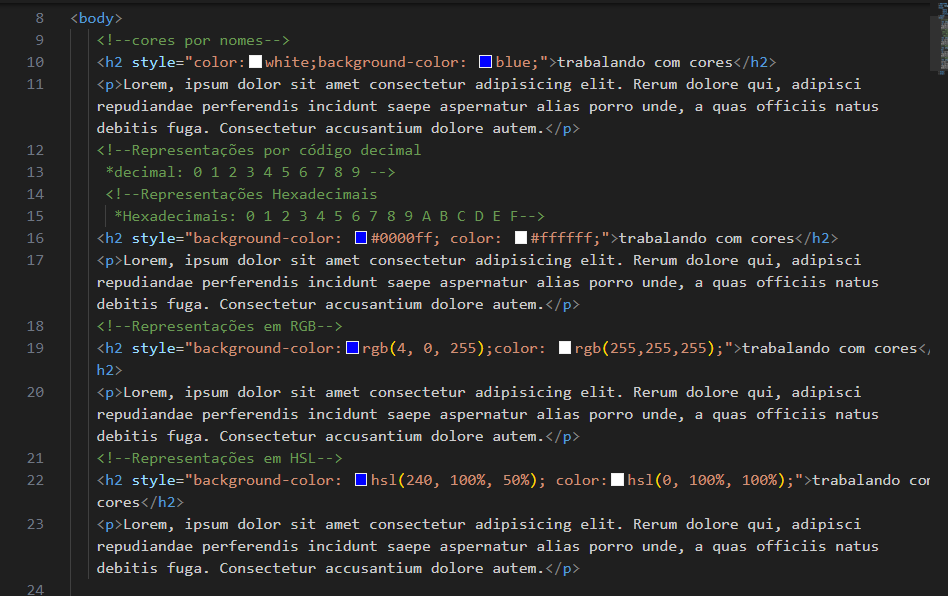 8 <body>
9 <!--cores por nomes-->
10 <h2 style="color:white;background-color: blue;">trabalando com cores</h2>
11 <p>Lorem, ipsum dolor sit amet consectetur adipisicing elit. Rerum dolore qui, adipisci
repudiandae perferendis incidunt saepe aspernatur alias porro unde, a quas officiis natus
debitis fuga. Consectetur accusantium dolore autem.</p>
12 <!--Representações por código decimal
13 *decimal: 0 1 2 3 4 5 6 7 8 9 -->
14 <!--Representações Hexadecimais
15 *Hexadecimais: 0 1 2 3 4 5 6 7 8 9 A B C D E F-->
16 <h2 style="background-color: #0000ff; color: #ffffff;">trabalando com cores</h2>
17 <p>Lorem, ipsum dolor sit amet consectetur adipisicing elit. Rerum dolore qui, adipisci
repudiandae perferendis incidunt saepe aspernatur alias porro unde, a quas officiis natus
debitis fuga. Consectetur accusantium dolore autem.</p>
18 <!--Representações em RGB-->
19 <h2 style="background-color:rgb(4, 0, 255);color: rgb(255,255,255);">trabalando com cores</
h2>
20 <p>Lorem, ipsum dolor sit amet consectetur adipisicing elit. Rerum dolore qui, adipisci
repudiandae perferendis incidunt saepe aspernatur alias porro unde, a quas officiis natus
debitis fuga. Consectetur accusantium dolore autem.</p>
21 <!--Representações em HSL-->
22 <h2 style="background-color: hsl(240, 100%, 50%); color:hsl(0, 100%, 100%);">trabalando com
cores</h2>
23 <p>Lorem, ipsum dolor sit amet consectetur adipisicing elit. Rerum dolore qui, adipisci
repudiandae perferendis incidunt saepe aspernatur alias porro unde, a quas officiis natus
debitis fuga. Consectetur accusantium dolore autem.</p>
24